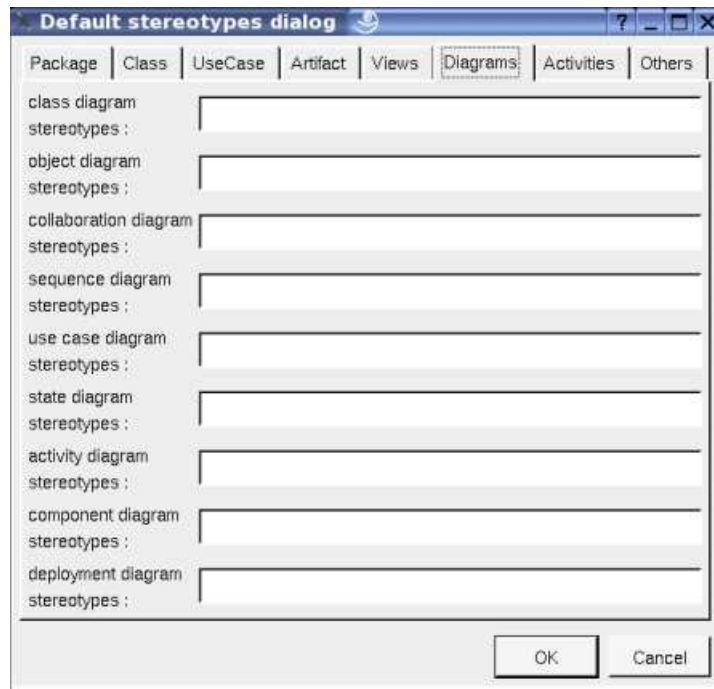 Default stereotypes dialog
Package Class UseCase Artifact Views Diagrams Activities Others
class diagram
stereotypes :
object diagram
stereotypes :
collaboration diagram
stereotypes :
sequence diagram
stereotypes :
use case diagram
stereotypes :
state diagram
stereotypes :
activity diagram
stereotypes :
component diagram
stereotypes :
deployment diagram
stereotypes :
OK Cancel